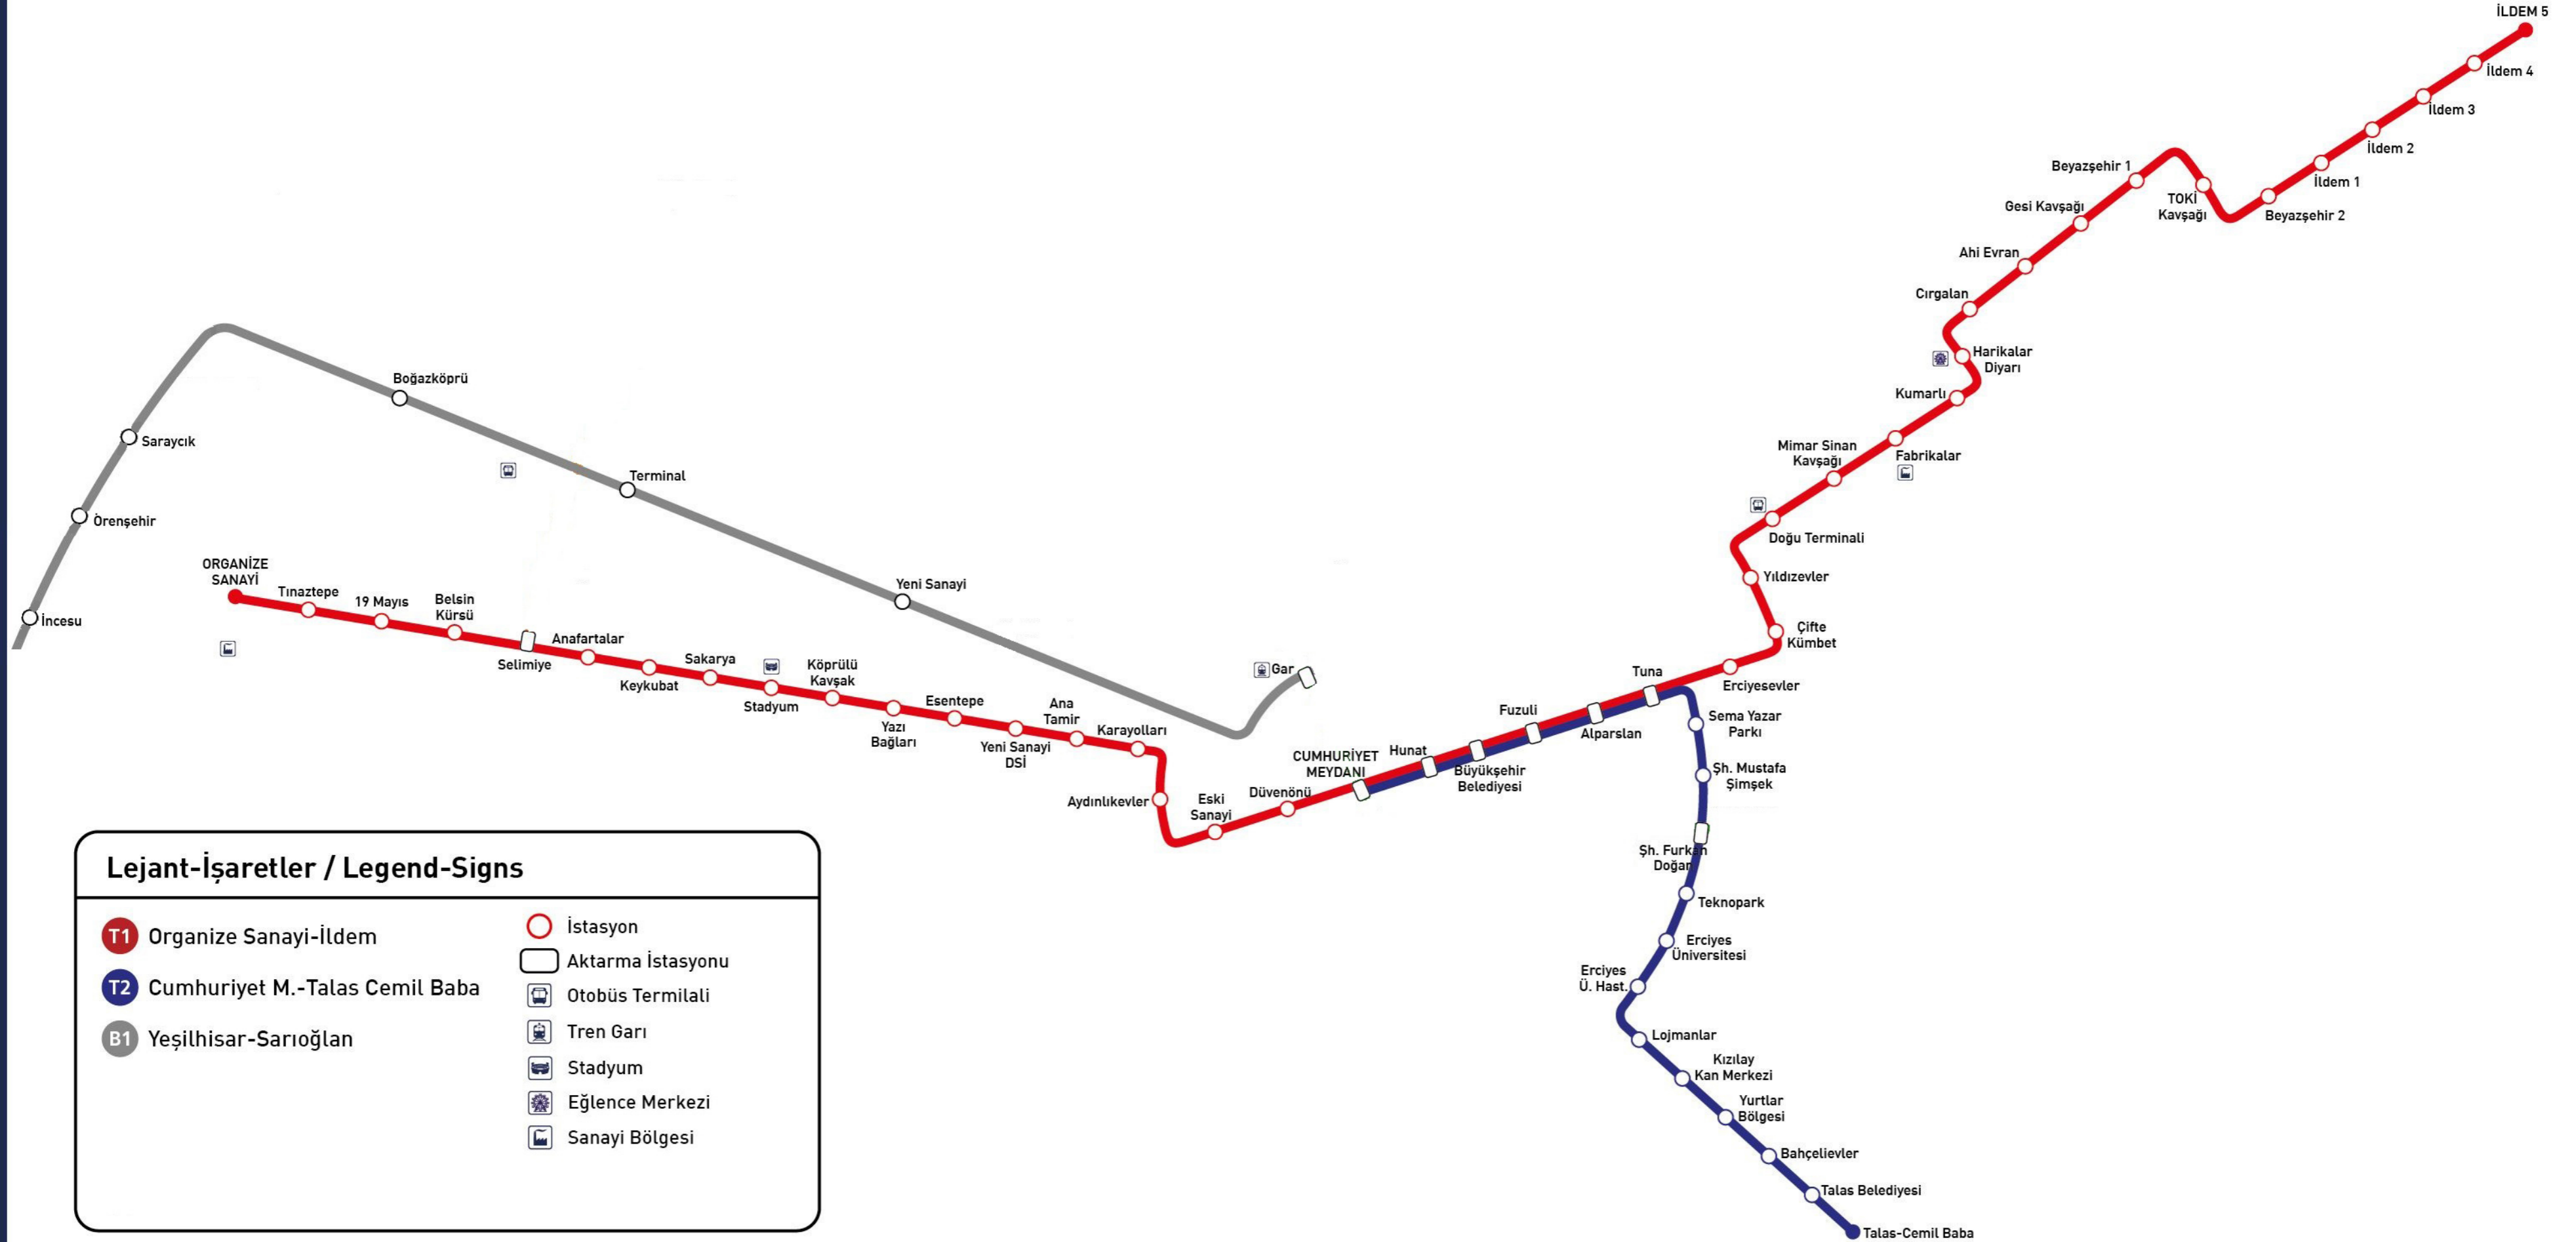 İLDEM 5
İldem 4
İldem 3
İldem 2
İldem 1
Beyazşehir 2
TOKİ
Kavşağı
Beyazşehir 1
Gesi Kavşağı
Ahi Evran
Cırgalan
Harikalar
Diyarı
Kumarlı
Fabrikalar
Mimar Sinan
Kavşağı
Doğu Terminali
Yıldızevler
Çifte
Kümbet
Erciyesevler
Tuna
Alparslan
Fuzuli
Büyükşehir
Belediyesi
Hunat
CUMHURİYET
MEYDANI
Düvenönü
Eski
Sanayi
Aydınlıkevler
Karayolları
Ana
Tamir
Yeni Sanayi
DSİ
Esentepe
Yazı
Bağları
Köprülü
Kavşak
Stadyum
Sakarya
Keykubat
Anafartalar
Selimiye
Belsin
Kürsü
19 Mayıs
Tınaztepe
ORGANİZE
SANAYİ
Boğazköprü
Saraycık
Örenşehir
İncesu
Terminal
Yeni Sanayi
Gar
Sema Yazar
Parkı
Şh. Mustafa
Şimşek
Şh. Furkan
Doğan
Teknopark
Erciyes
Üniversitesi
Erciyes
Ü. Hast.
Lojmanlar
Kızılay
Kan Merkezi
Yurtlar
Bölgesi
Bahçelievler
Talas Belediyesi
Talas-Cemil Baba
Lejant-İşaretler / Legend-Signs
T1 Organize Sanayi-İldem
T2 Cumhuriyet M.-Talas Cemil Baba
B1 Yeşilhisar-Sarıoğlan
İstasyon
Aktarma İstasyonu
Otobüs Termilali
Tren Garı
Stadyum
Eğlence Merkezi
Sanayi Bölgesi